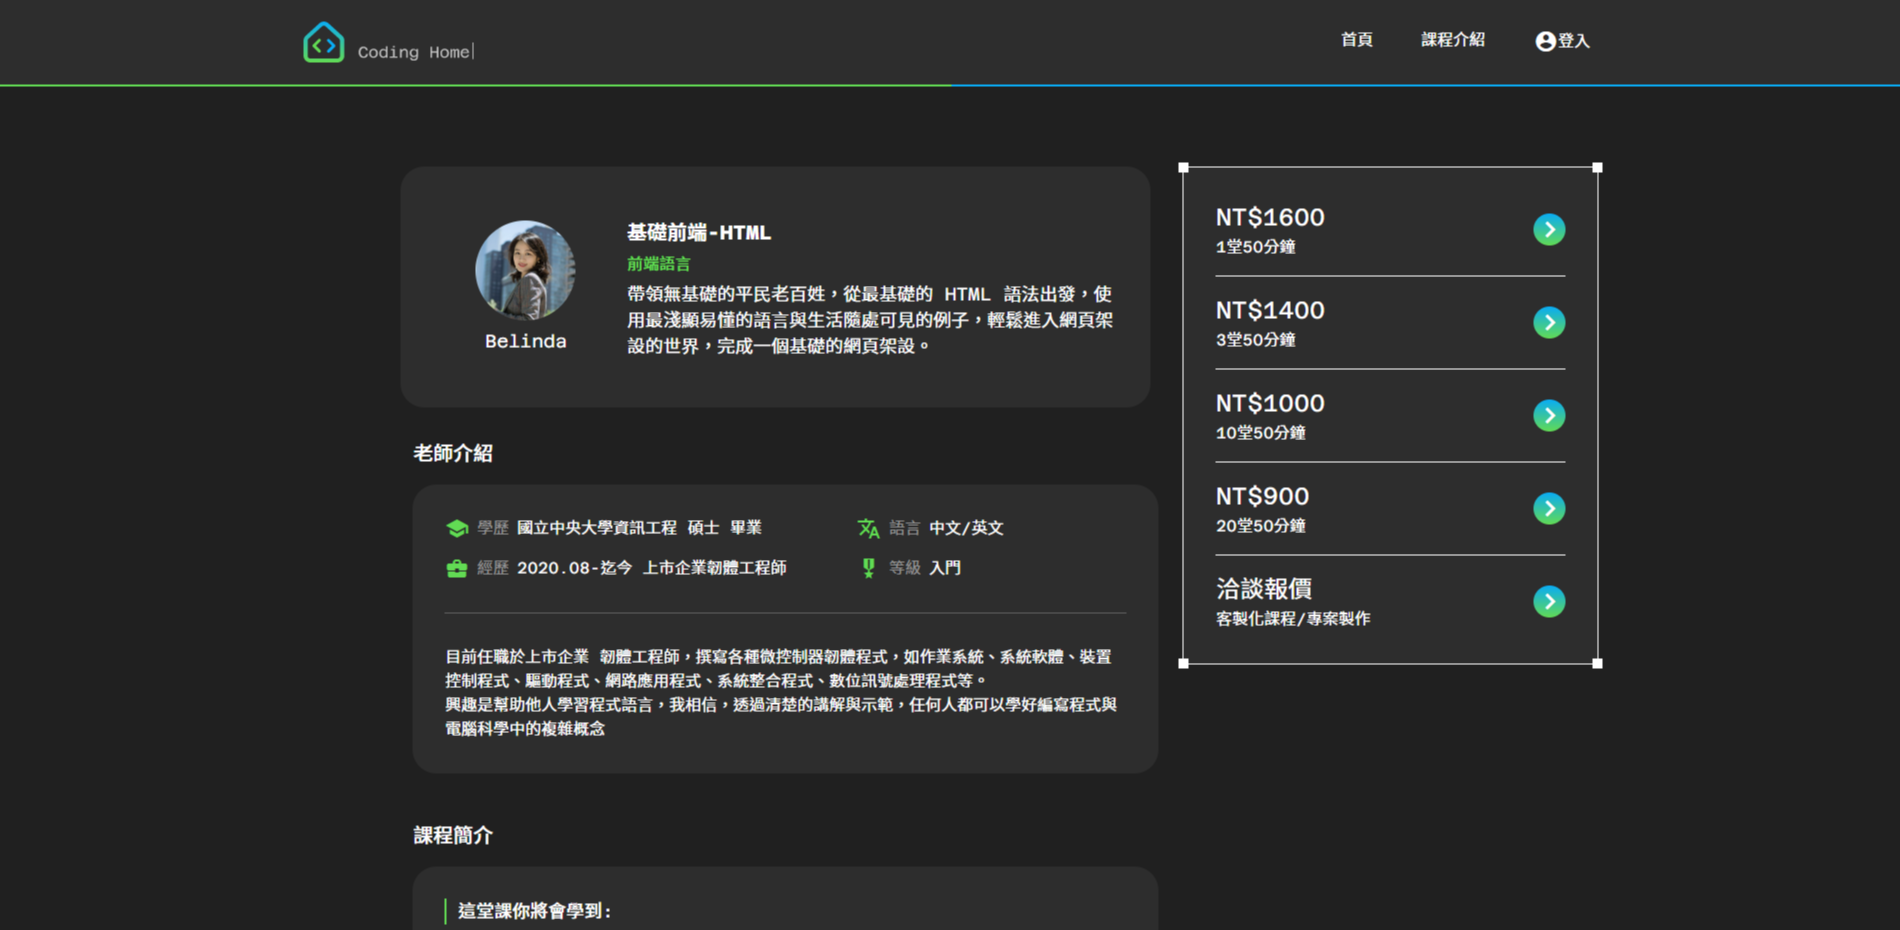 Coding Home
首頁
課程介紹
登入
基礎前端-HTML
前端語言
帶領無基礎的平民老百姓，從最基礎的 HTML 語法出發，使
用最淺顯易懂的語言與生活隨處可見的例子，輕鬆進入網頁架
設的世界，完成一個基礎的網頁架設。
Belinda
老師介紹
學歷 國立中央大學資訊工程 碩士 畢業
語言 中文/英文
經歷 2020.08-迄今 上市企業韌體工程師
等級 入門
目前任職於上市企業 韌體工程師，撰寫各種微控制器韌體程式，如作業系統、系統軟體、裝置
控制程式、驅動程式、網路應用程式、系統整合程式、數位訊號處理程式等。
興趣是幫助他人學習程式語言，我相信，透過清楚的講解與示範，任何人都可以學好編寫程式與
電腦科學中的複雜概念
課程簡介
這堂課你將會學到:
NT$1600
1堂50分鐘
NT$1400
3堂50分鐘
NT$1000
10堂50分鐘
NT$900
20堂50分鐘
洽談報價
客製化課程/專案製作